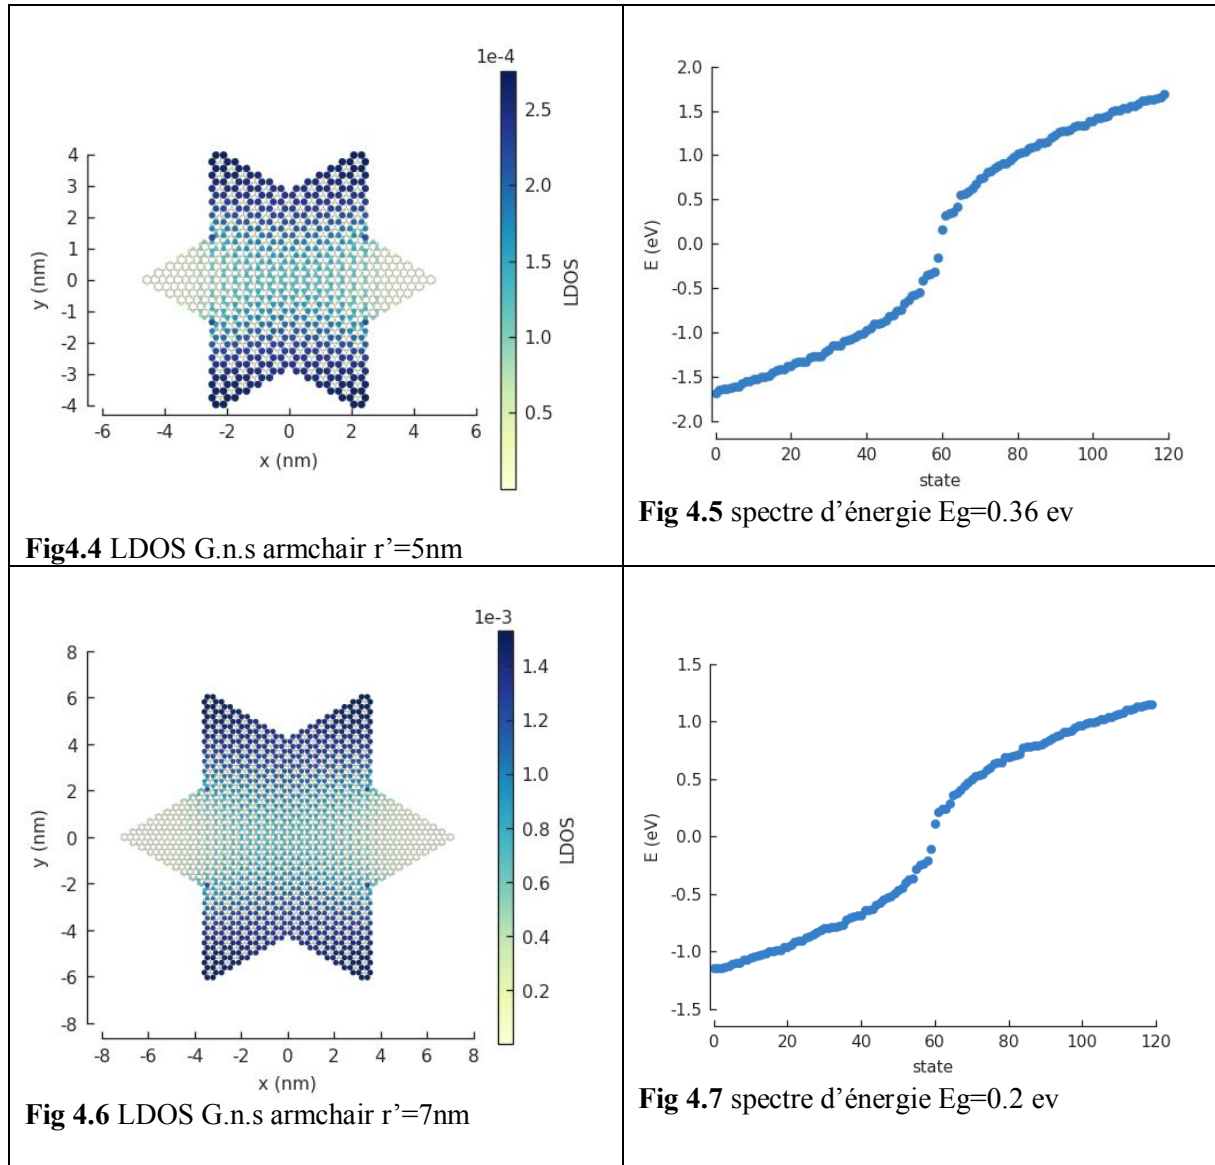 1e-4
2.5
2.0
1.5
1.0
0.5
LDOS
4
3
2
1
0
-1
-2
-3
-4
y (nm)
-6 -4 -2 0 2 4 6
x (nm)
Fig4.4 LDOS G.n.s armchair r’=5nm
2.0
1.5
1.0
0.5
0.0
-0.5
-1.0
-1.5
-2.0
E (eV)
0 20 40 60 80 100 120
state
Fig 4.5 spectre d’énergie Eg=0.36 ev
1e-3
1.4
1.2
1.0
0.8
0.6
0.4
0.2
LDOS
8
6
4
2
0
-2
-4
-6
-8
y (nm)
-8 -6 -4 -2 0 2 4 6 8
x (nm)
Fig 4.6 LDOS G.n.s armchair r’=7nm
1.5
1.0
0.5
0.0
-0.5
-1.0
-1.5
E (eV)
0 20 40 60 80 100 120
state
Fig 4.7 spectre d’énergie Eg=0.2 ev